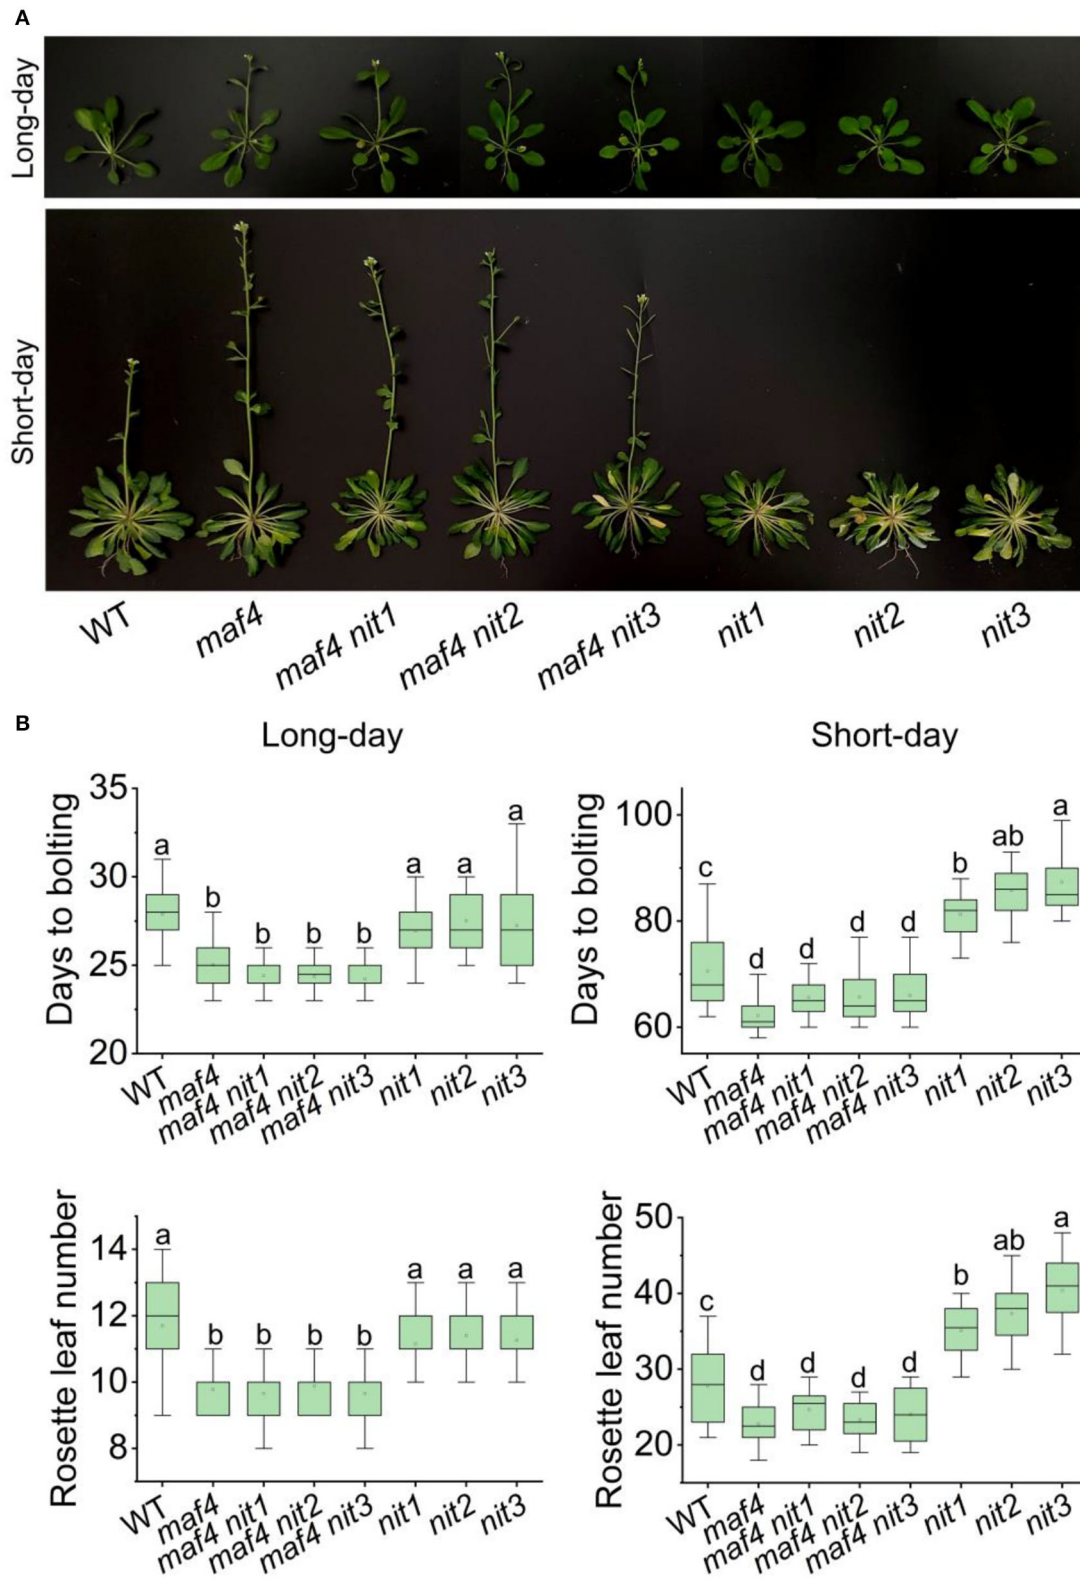 A
Long-day
Short-day
WT
maf4
maf4 nit1
maf4 nit2
maf4 nit3
nit1
nit2
nit3
B
Long-day
Short-day
Days to bolting
35
30
25
20
a
b
b
b
b
a
a
a
WT
maf4
maf4 nit1
maf4 nit2
maf4 nit3
nit1
nit2
nit3
Days to bolting
100
80
60
c
d
d
d
d
b
ab
a
WT
maf4
maf4 nit1
maf4 nit2
maf4 nit3
nit1
nit2
nit3
Rosette leaf number
14
12
10
8
a
b
b
b
b
a
a
a
WT
maf4
maf4 nit1
maf4 nit2
maf4 nit3
nit1
nit2
nit3
Rosette leaf number
50
40
30
20
c
d
d
d
d
b
ab
a
WT
maf4
maf4 nit1
maf4 nit2
maf4 nit3
nit1
nit2
nit3